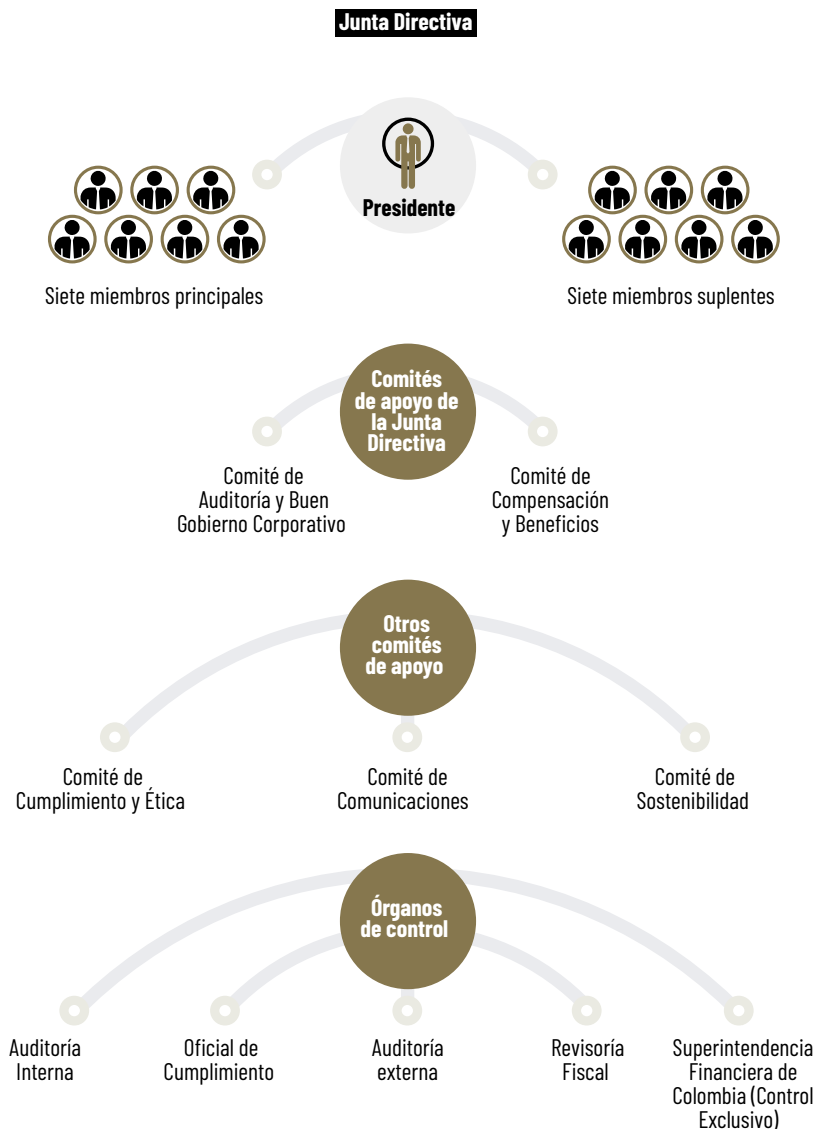 Junta Directiva
Presidente
Siete miembros principales
Siete miembros suplentes
Comités
de apoyo de
la Junta
Directiva
Comité de
Auditoría y Buen
Gobierno Corporativo
Comité de
Compensación
y Beneficios
Otros
comités
de apoyo
Comité de
Cumplimiento y Ética
Comité de
Comunicaciones
Comité de
Sostenibilidad
Órganos
de control
Auditoría
Interna
Oficial de
Cumplimiento
Auditoría
externa
Revisoría
Fiscal
Superintendencia
Financiera de
Colombia (Control
Exclusivo)